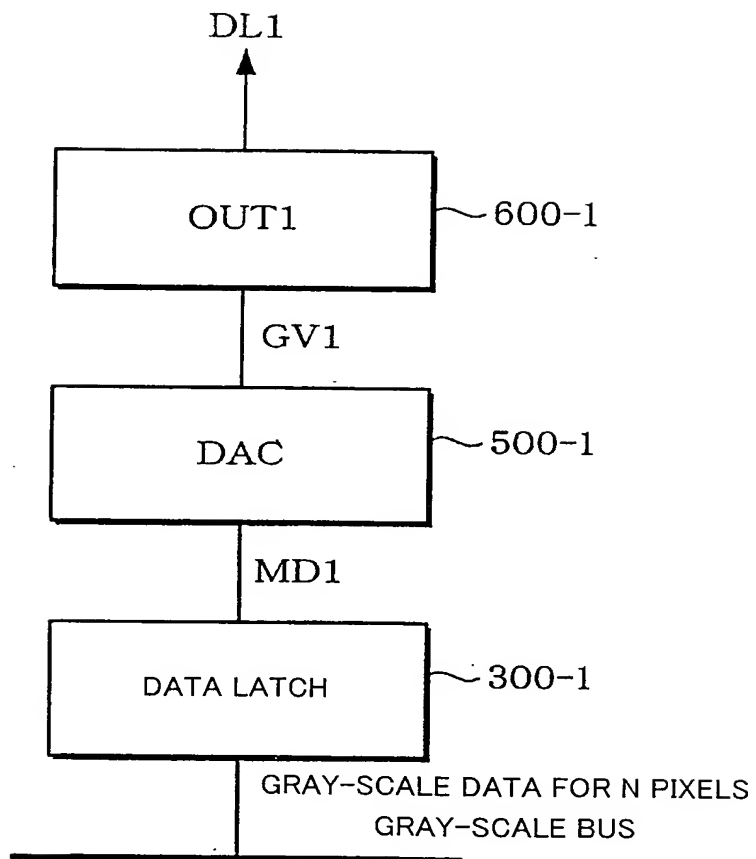 DL1
OUT1
600-1
GV1
DAC
500-1
MD1
DATA LATCH
300-1
GRAY-SCALE DATA FOR N PIXELS
GRAY-SCALE BUS